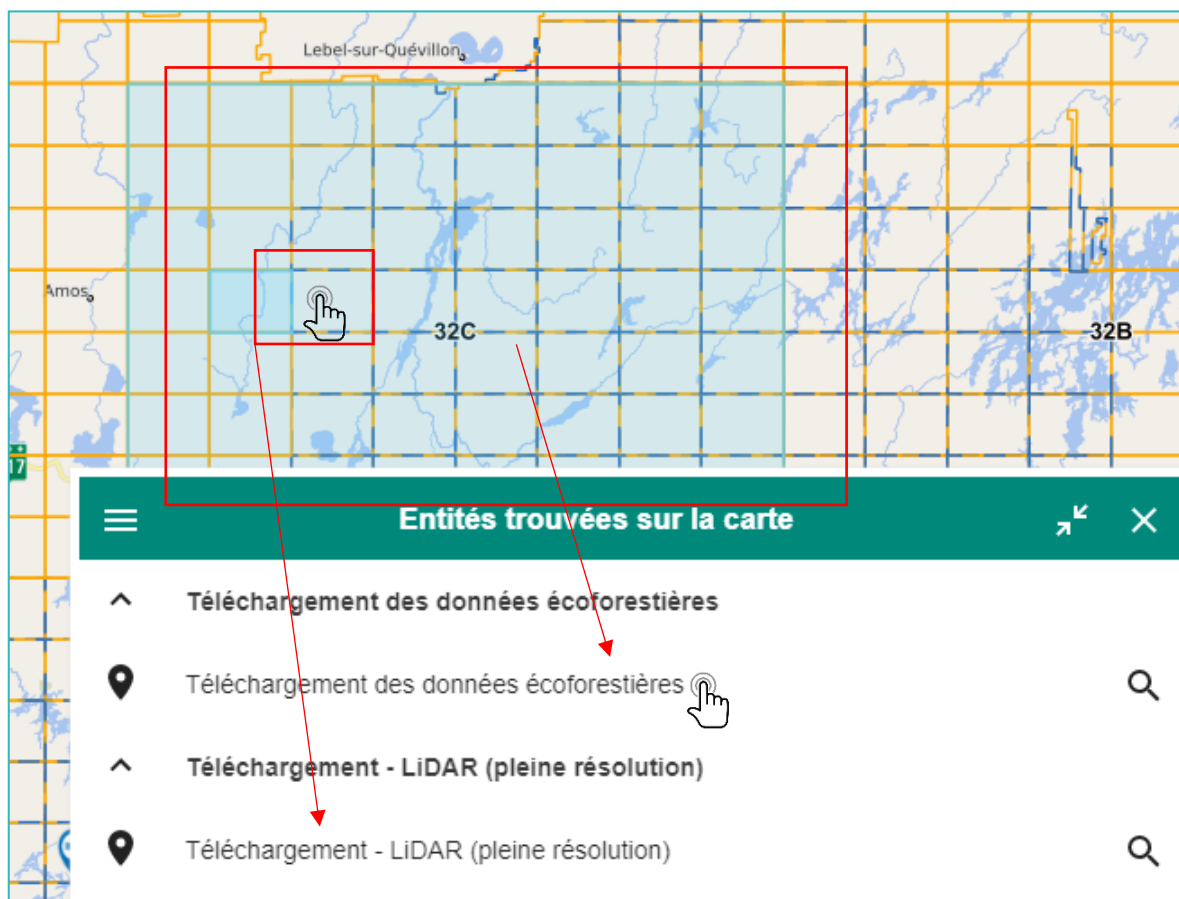 Lebel-sur-Quévillon
Amos
32C
32B
17
Entités trouvées sur la carte
Téléchargement des données écoforestières
Téléchargement des données écoforestières
Téléchargement - LiDAR (pleine résolution)
Téléchargement - LiDAR (pleine résolution)